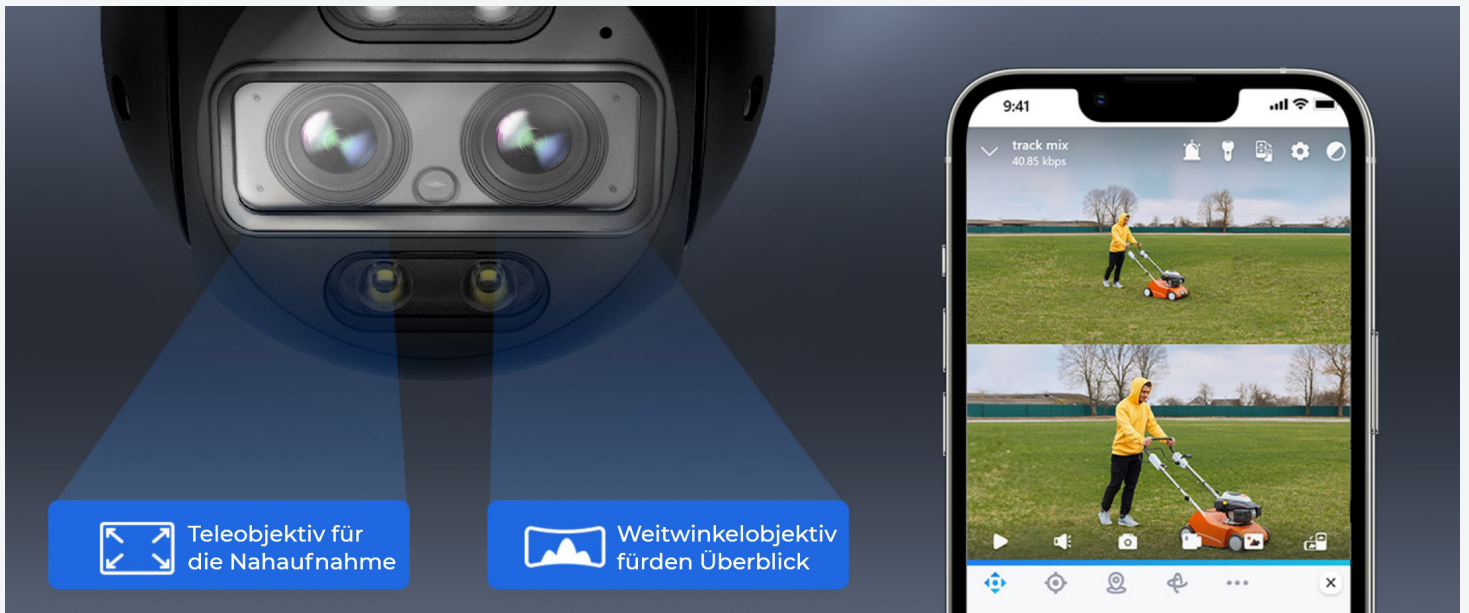 9:41
track mix
40.85 kbps
Teleobjektiv für
die Nahaufnahme
Weitwinkelobjektiv
fürden Überblick